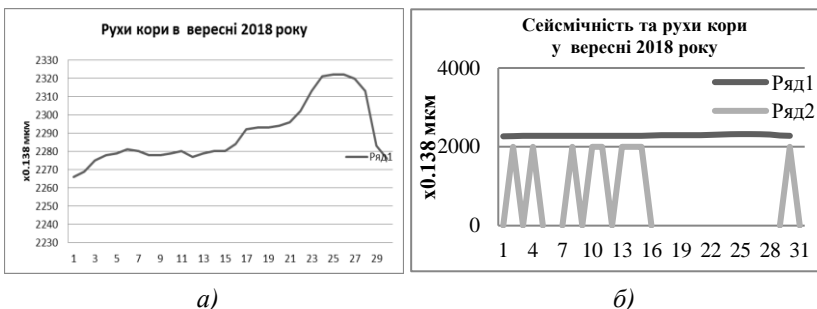 Рухи кори в вересні 2018 року
х0.138 мкм
2330
2320
2310
2300
2290
2280
2270
2260
2250
2240
2230
1 3 5 7 9 11 13 15 17 19 21 23 25 27 29
Ряд1
а)
Сейсмічність та рухи кори
у вересні 2018 року
х0.138 мкм
4000
2000
0
Ряд1
Ряд2
1 4 7 10 13 16 19 22 25 28 31
б)